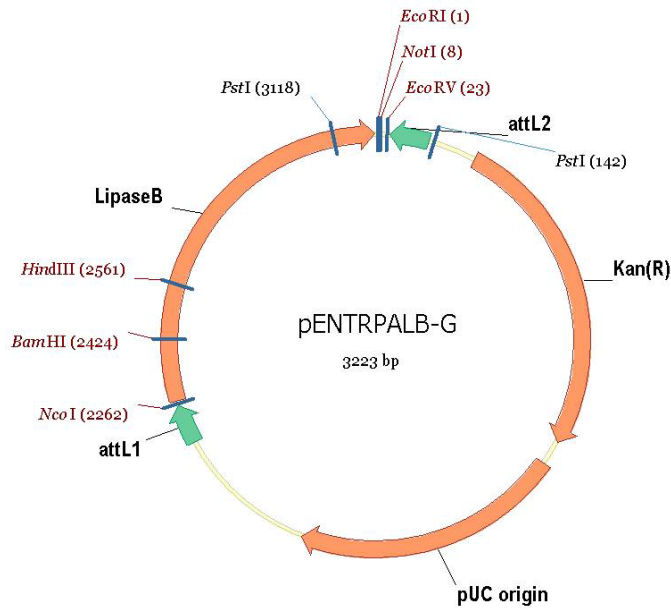 EcoRI (1)
NotI (8)
PstI (3118)
EcoRV (23)
attL2
PstI (142)
LipaseB
Kan(R)
HindIII (2561)
pENTRPALB-G
BamHI (2424)
3223 bp
NcoI (2262)
attL1
pUC origin